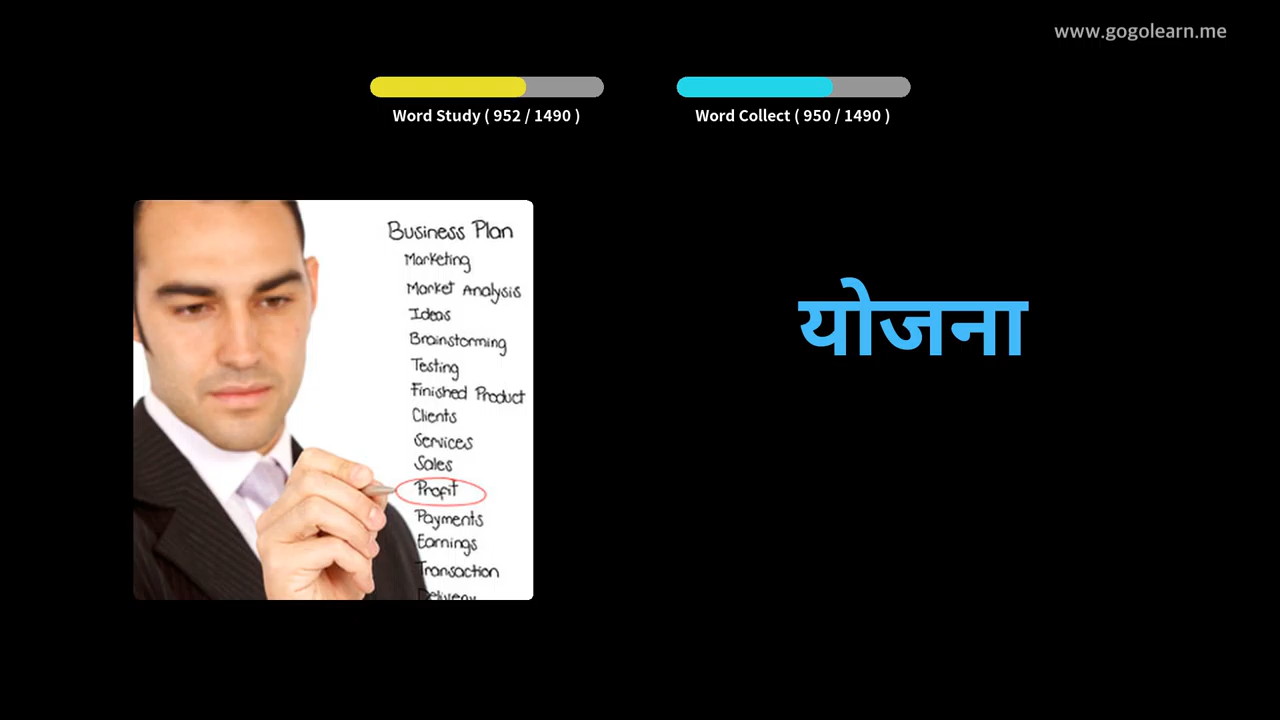 www.gogolearn.me
Word Study ( 952 / 1490 )
Word Collect ( 950 / 1490 )
Business Plan
Marketing
Market Analysis
Ideas
Brainstorming
Testing
Finished Product
Clients
Services
Sales
Profit
Payments
Earnings
Transaction
Delivery
योजना